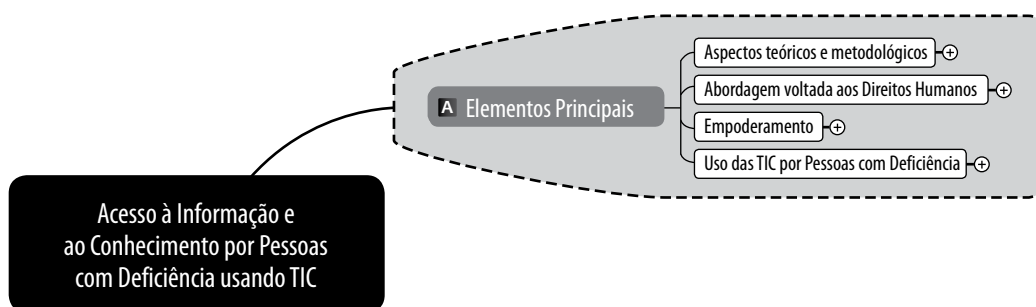 Aspectos teóricos e metodológicos
Abordagem voltada aos Direitos Humanos
A Elementos Principais
Empoderamento
Uso das TIC por Pessoas com Deficiência
Acesso à Informação e
ao Conhecimento por Pessoas
com Deficiência usando TIC